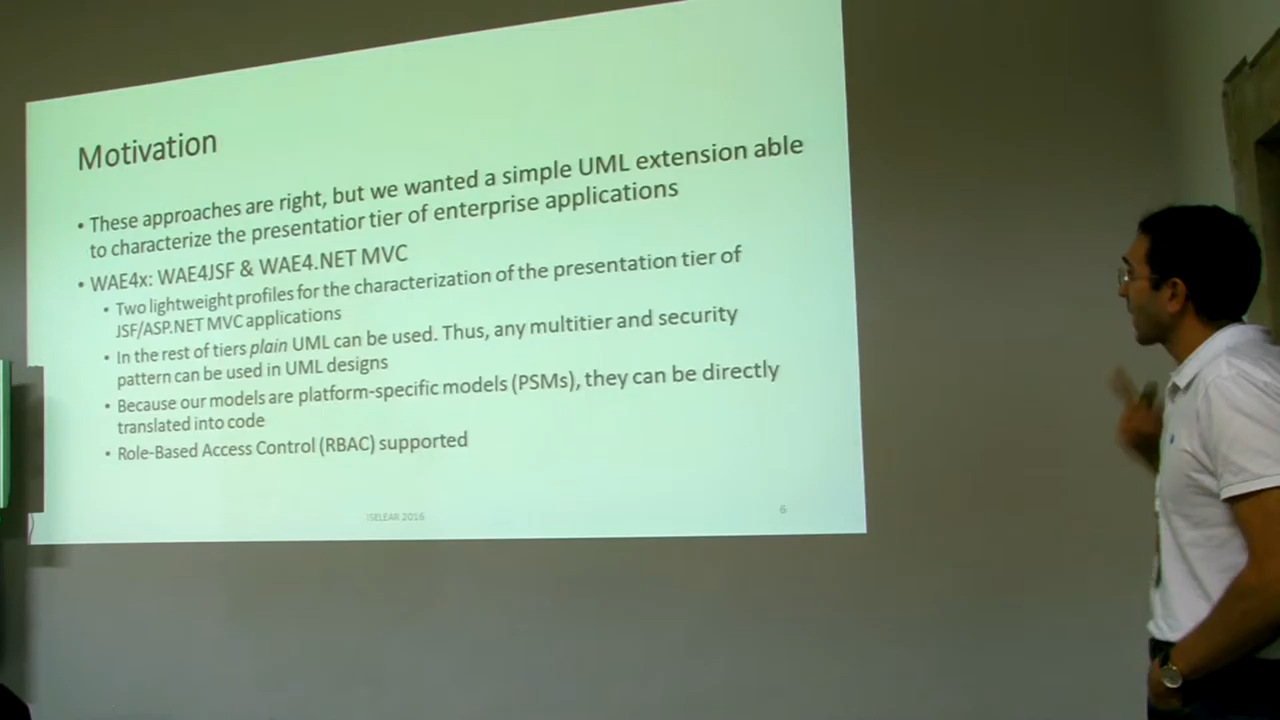 Motivation
• These approaches are right, but we wanted a simple UML extension able
to characterize the presentatior tier of enterprise applications
• WAE4x: WAE4JSF & WAE4.NET MVC
• Two lightweight profiles for the characterization of the presentation tier of
JSF/ASP.NET MVC applications
• In the rest of tiers plain UML can be used. Thus, any multitier and security
pattern can be used in UML designs
• Because our models are platform-specific models (PSMs), they can be directly
translated into code
• Role-Based Access Control (RBAC) supported
ISELEAR 2016
6